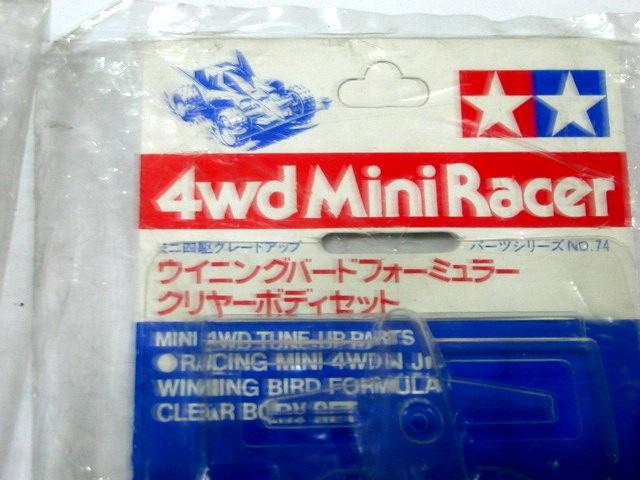 4wd Mini Racer
ミニ四駆グレードアップ パーツシリーズ NO.74
ウイニングバードフォーミュラー
クリヤーボディセット
MINI 4WD TUNE-UP PARTS
●RACING MINI 4WD IN Jr.
WINNING BIRD FORMULA
CLEAR BODY SET